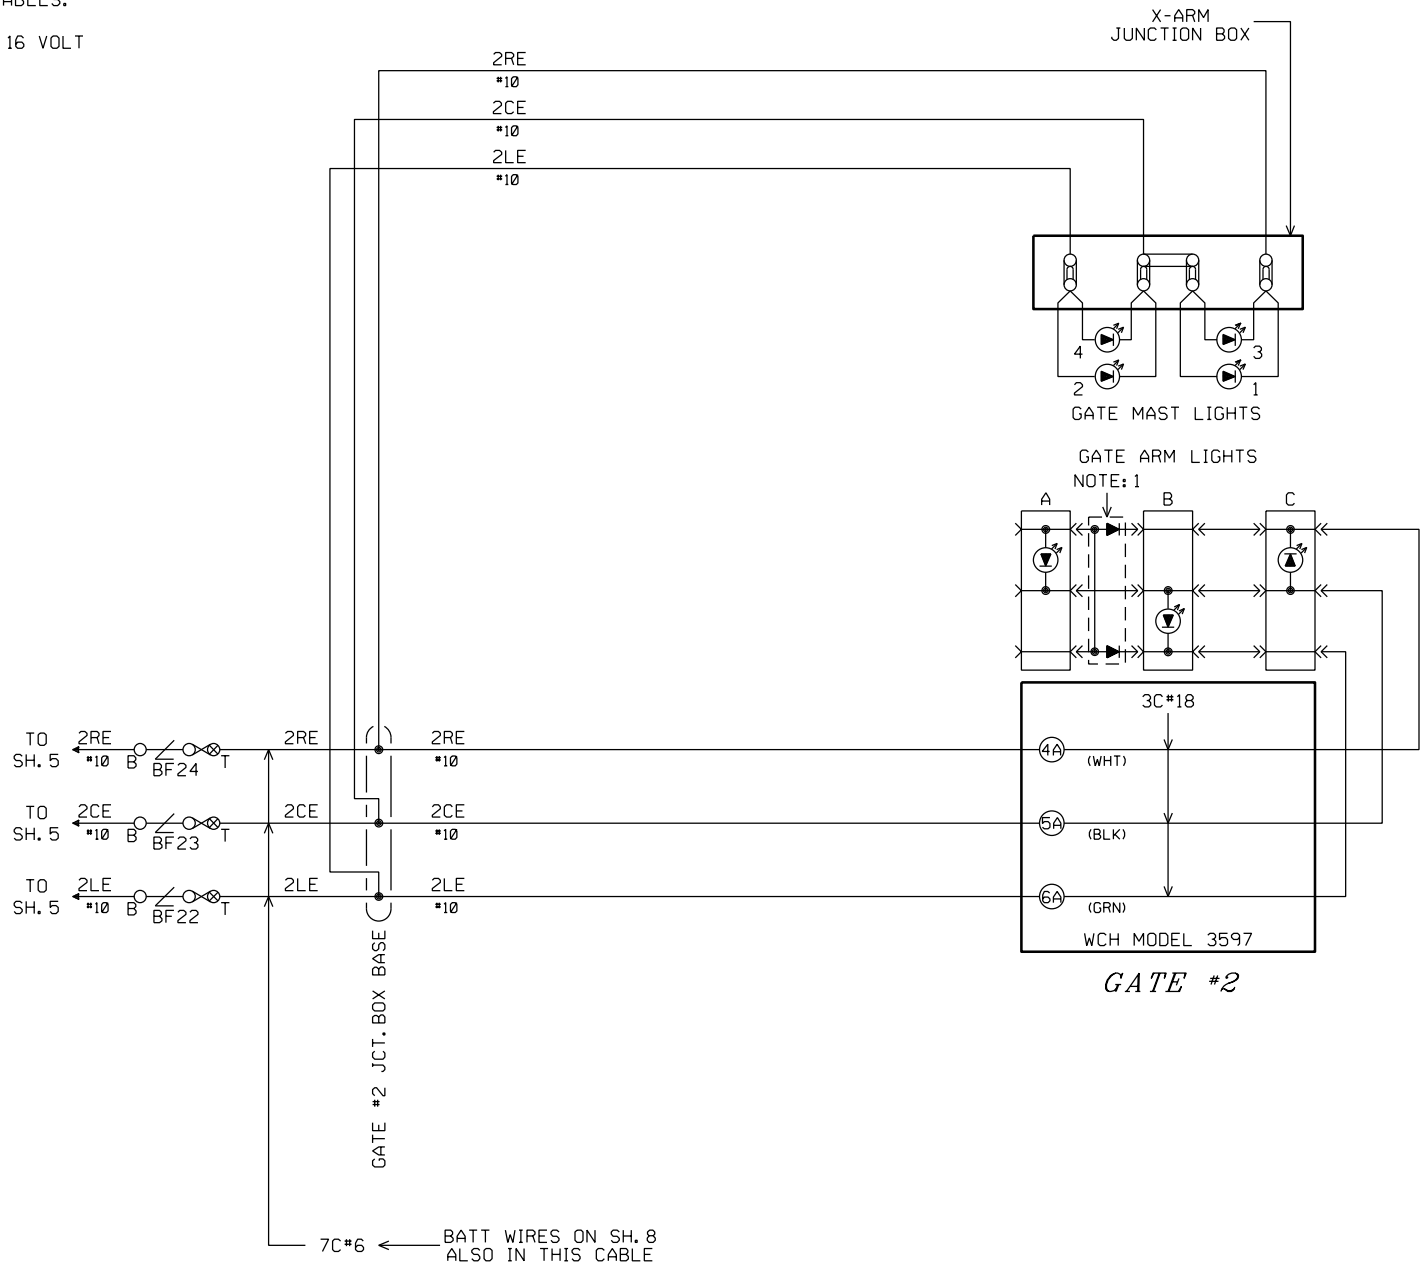 16 VOLT
X-ARM
JUNCTION BOX
2RE
#10
2CE
#10
2LE
#10
4
3
2
1
GATE MAST LIGHTS
GATE ARM LIGHTS
NOTE: 1
A
B
C
3C#18
TO
SH. 5
2RE
#10
B
BF24
T
2RE
2RE
#10
4A
(WHT)
TO
SH. 5
2CE
#10
B
BF23
T
2CE
2CE
#10
5A
(BLK)
TO
SH. 5
2LE
#10
B
BF22
T
2LE
2LE
#10
6A
(GRN)
WCH MODEL 3597
GATE #2
GATE #2 JCT. BOX BASE
7C#6
BATT WIRES ON SH. 8
ALSO IN THIS CABLE